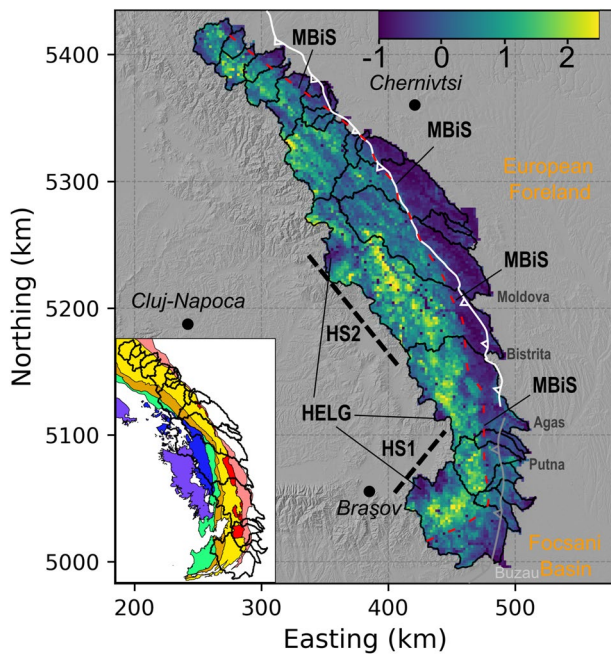 -1 0 1 2
5400
5300
5200
5100
5000
Northing (km)
MBiS
Chernivtsi
MBiS
European
Foreland
MBiS
Moldova
Cluj-Napoca
HS2
Bistrita
MBiS
HELG
Agas
HS1
Putna
Braşov
Focsani
Basin
Buzau
200 300 400 500
Easting (km)